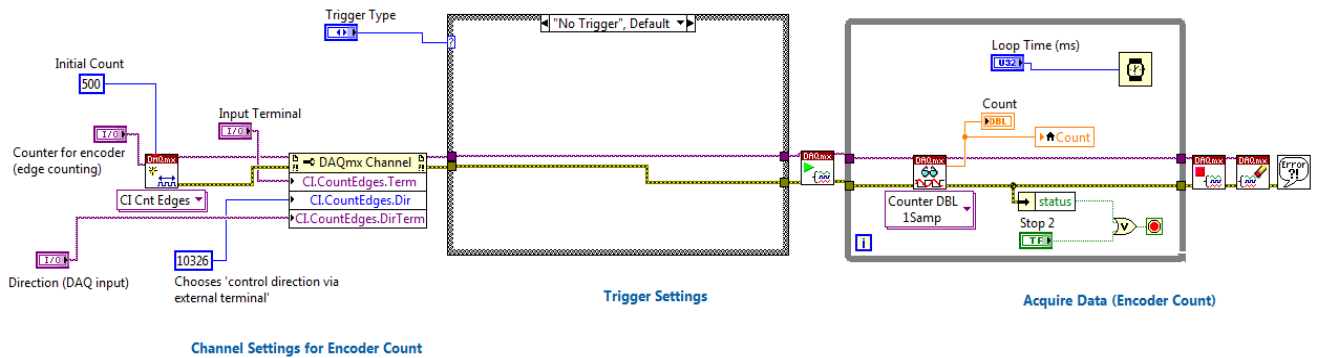 Trigger Type
"No Trigger", Default
Loop Time (ms)
U32
Initial Count
500
Input Terminal
I/O
Count
DBL
Count
I/O
Counter for encoder
(edge counting)
DAQmx
DAQmx Channel
CI.CountEdges.Term
CI.CountEdges.Dir
CI.CountEdges.DirTerm
CI Cnt Edges
?
DAQmx
DAQmx
Counter DBL
1Samp
status
Stop 2
TF
i
DAQmx
DAQmx
Error
?!
I/O
Direction (DAQ input)
10326
Chooses 'control direction via
external terminal'
Trigger Settings
Acquire Data (Encoder Count)
Channel Settings for Encoder Count